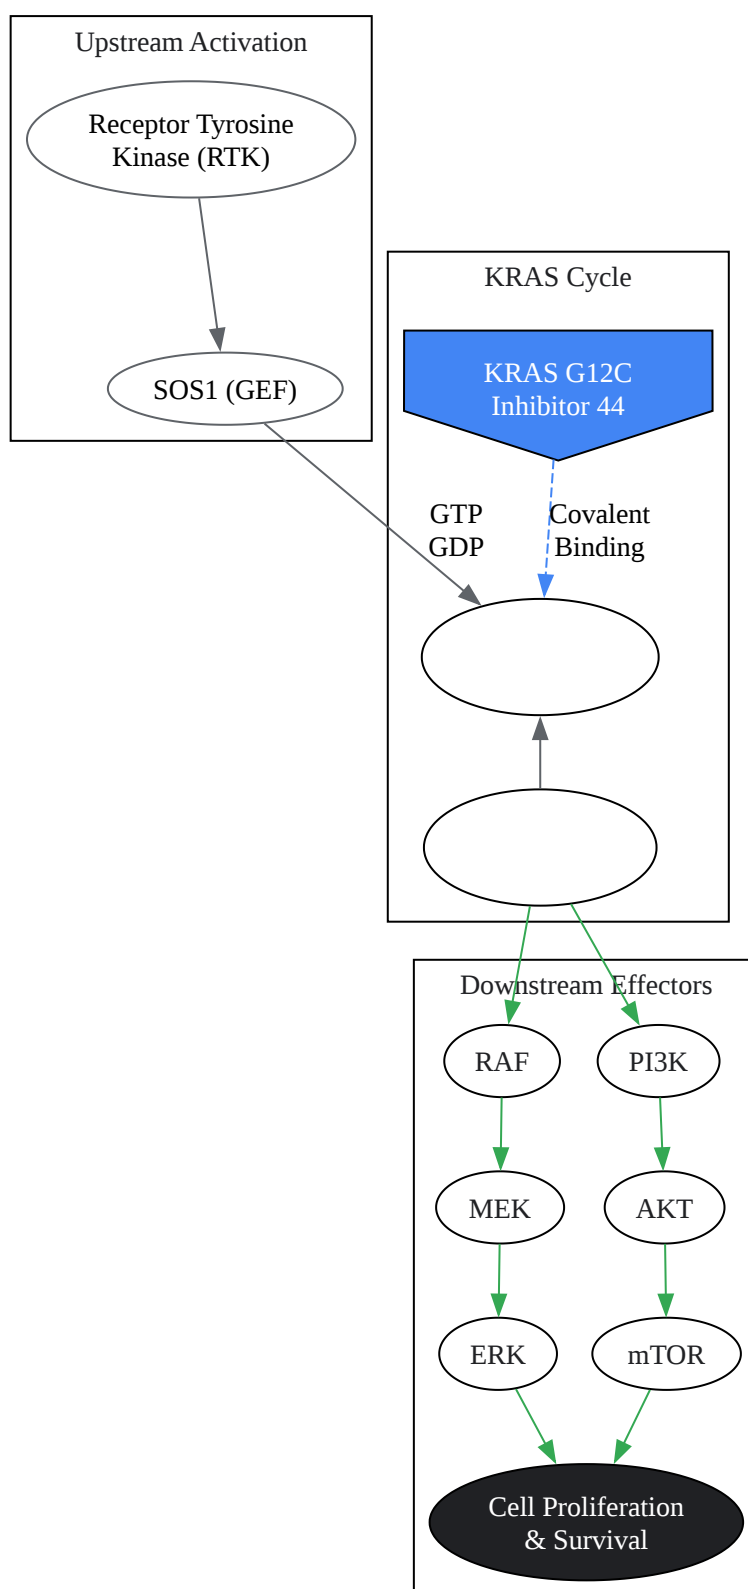 Upstream Activation
Receptor Tyrosine
Kinase (RTK)
SOS1 (GEF)
KRAS Cycle
KRAS G12C
Inhibitor 44
GTP
GDP
Covalent
Binding
Downstream Effectors
RAF
PI3K
MEK
AKT
ERK
mTOR
Cell Proliferation
& Survival